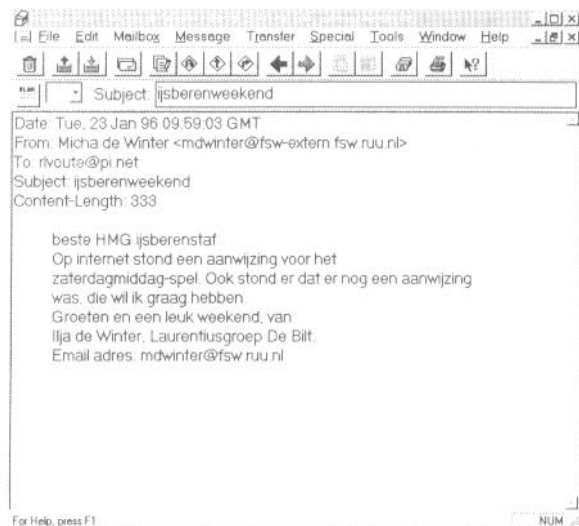 File Edit Mailbox Message Transfer Special Tools Window Help
Subject: ijsberenweekend
Date: Tue, 23 Jan 96 09:59:03 GMT
From: Micha de Winter <mdwinter@fsw-extern.fsw.ruu.nl>
To: rlvoute@pi.net
Subject: ijsberenweekend
Content-Length: 333
beste HMG ijsberenstaf
Op internet stond een aanwijzing voor het
zaterdagmiddag-spel. Ook stond er dat er nog een aanwijzing
was, die wil ik graag hebben.
Groeten en een leuk weekend, van
Ilja de Winter, Laurentiusgroep De Bilt.
Email adres: mdwinter@fsw.ruu.nl
For Help, press F1
NUM